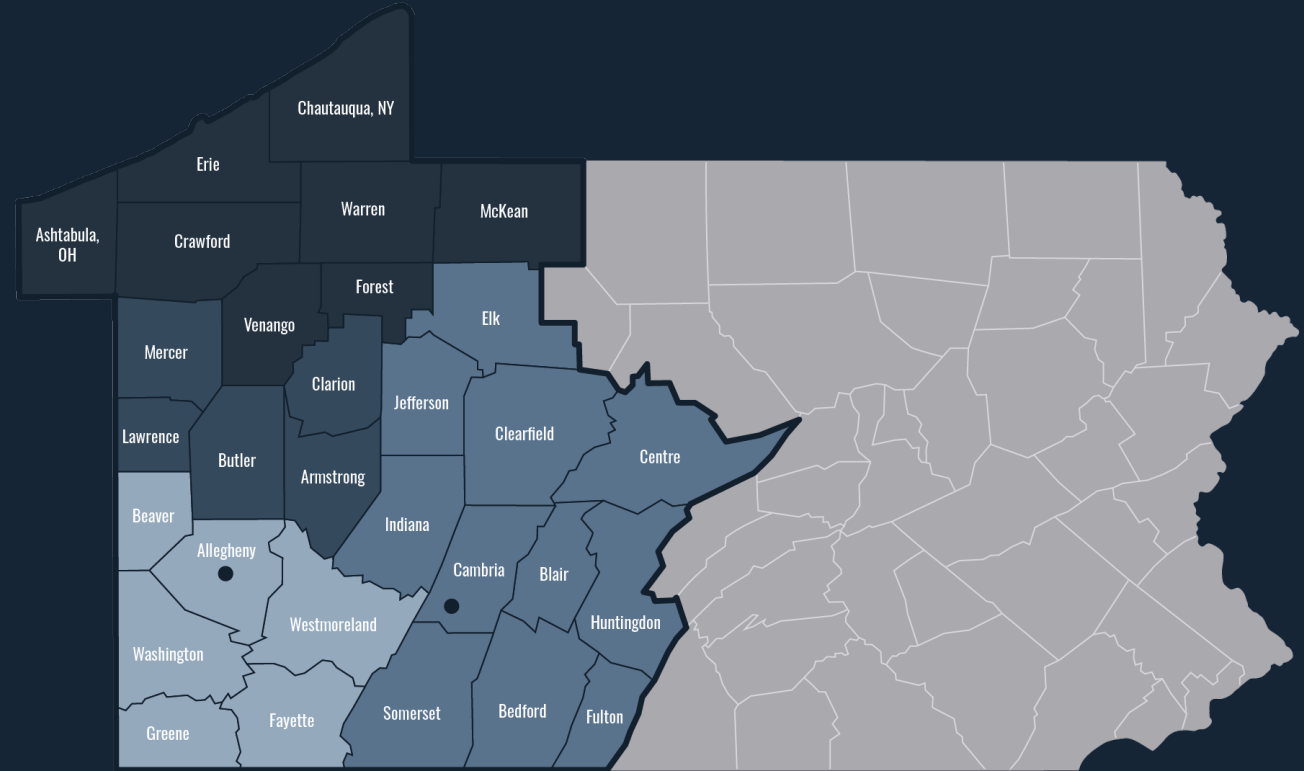 Chautauqua, NY
Erie
Warren
McKean
Ashtabula,
OH
Crawford
Forest
Venango
Elk
Mercer
Clarion
Jefferson
Lawrence
Butler
Clearfield
Centre
Armstrong
Beaver
Indiana
Allegheny
Cambria
Blair
Westmoreland
Huntingdon
Washington
Somerset
Bedford
Fulton
Fayette
Greene